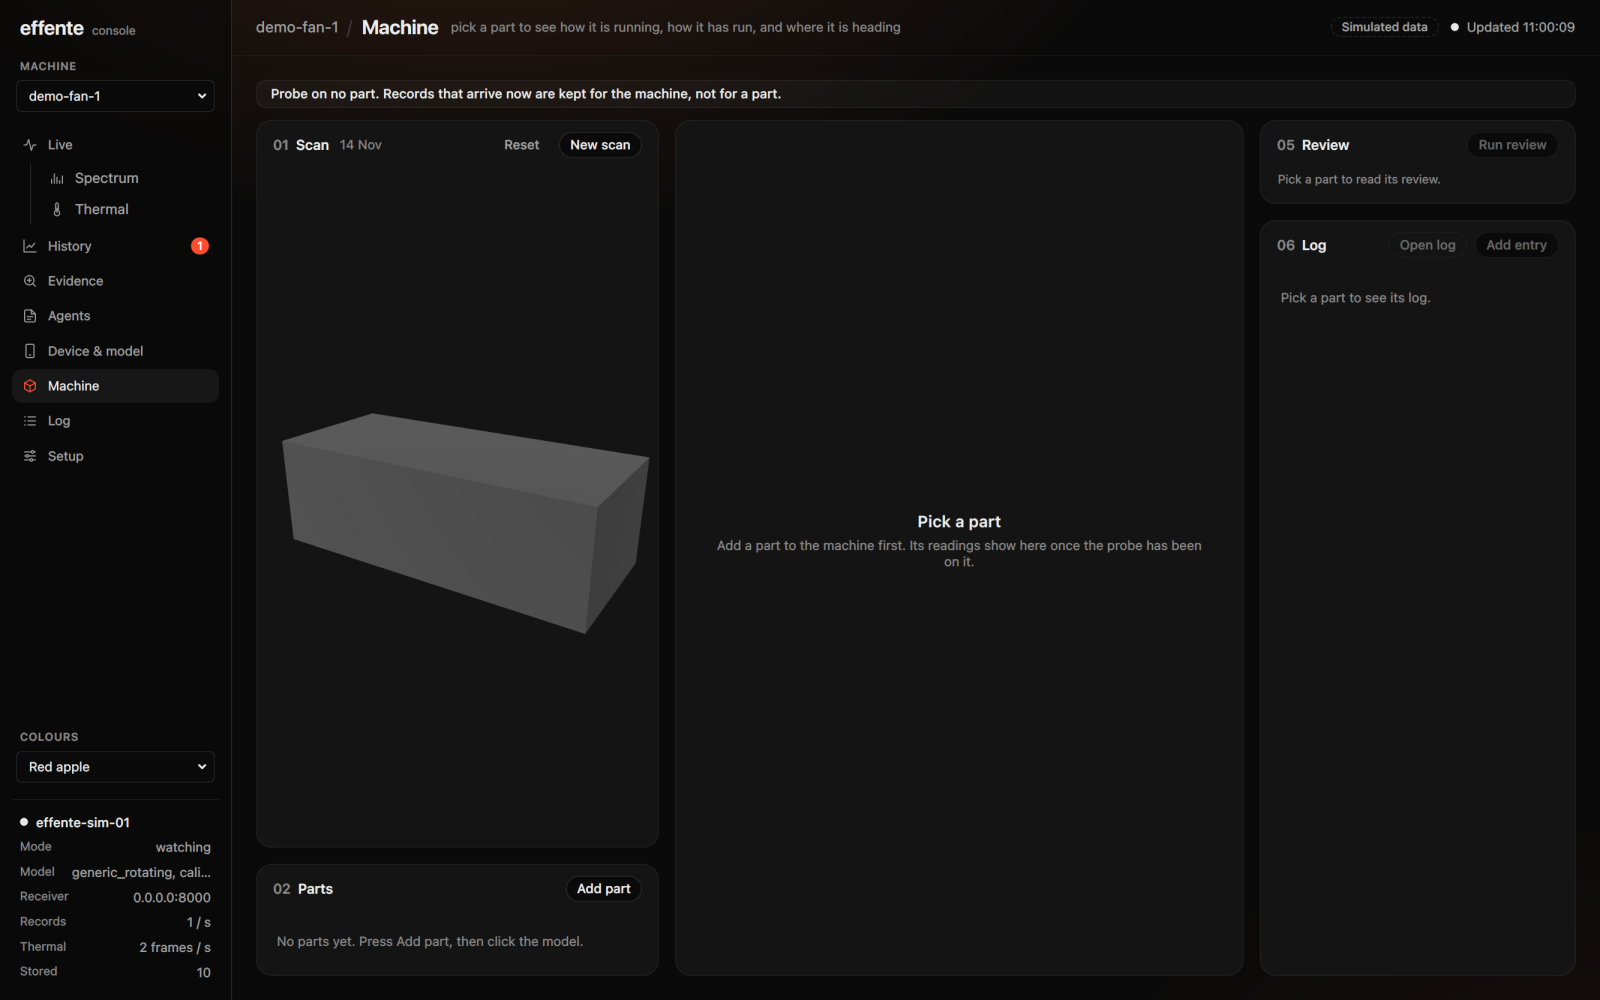 effente console
MACHINE
demo-fan-1
Live
Spectrum
Thermal
History 1
Evidence
Agents
Device & model
Machine
Log
Setup
COLOURS
Red apple
effente-sim-01
Mode watching
Model generic_rotating, cali...
Receiver 0.0.0.0:8000
Records 1 / s
Thermal 2 frames / s
Stored 10
demo-fan-1 / Machine pick a part to see how it is running, how it has run, and where it is heading
Simulated data Updated 11:00:09
Probe on no part. Records that arrive now are kept for the machine, not for a part.
01 Scan 14 Nov Reset New scan
02 Parts Add part
No parts yet. Press Add part, then click the model.
Pick a part
Add a part to the machine first. Its readings show here once the probe has been
on it.
05 Review Run review
Pick a part to read its review.
06 Log Open log Add entry
Pick a part to see its log.